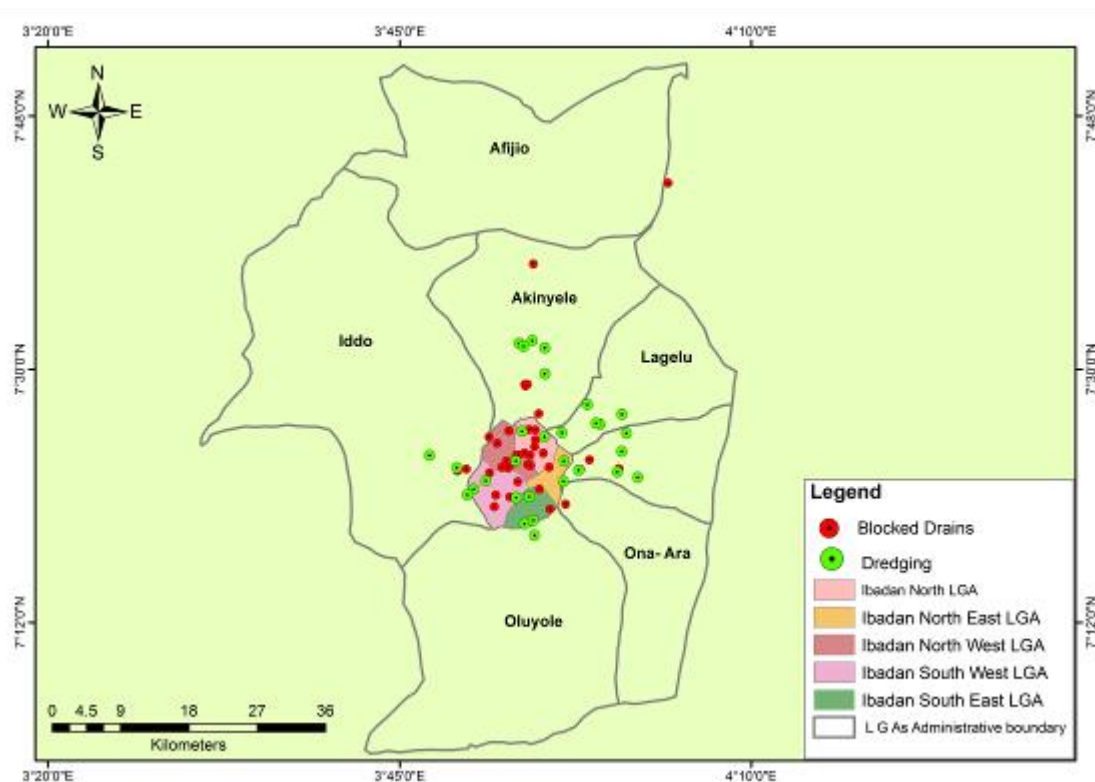 3°20'0"E 3°45'0"E 4°10'0"E
N
W E
S
7°48'0"N 7°48'0"N
Afijio
Akinyele
Iddo
Lagelu
7°30'0"N 7°30'0"N
Legend
Blocked Drains
Dredging
Ibadan North LGA
Ibadan North East LGA
Ibadan North West LGA
Ibadan South West LGA
Ibadan South East LGA
L G As Administrative boundary
Ona- Ara
Oluyole
7°12'0"N 7°12'0"N
0 4.5 9 18 27 36
Kilometers
3°20'0"E 3°45'0"E 4°10'0"E